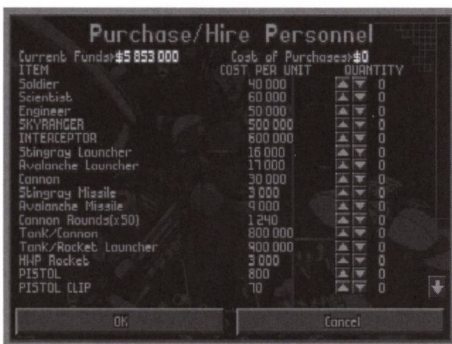 Purchase/Hire Personnel
Current Funds>$5 853 000 Cost of Purchases>$0
ITEM COST PER UNIT QUANTITY
Soldier 40 000 0
Scientist 60 000 0
Engineer 50 000 0
SKYRANGER 500 000 0
INTERCEPTOR 600 000 0
Stingray Launcher 16 000 0
Avalanche Launcher 17 000 0
Cannon 30 000 0
Stingray Missile 3 000 0
Avalanche Missile 9 000 0
Cannon Rounds(x50) 1 240 0
Tank/Cannon 800 000 0
Tank/Rocket Launcher 900 000 0
HWP Rocket 3 000 0
PISTOL 800 0
PISTOL CLIP 70 0
OK Cancel